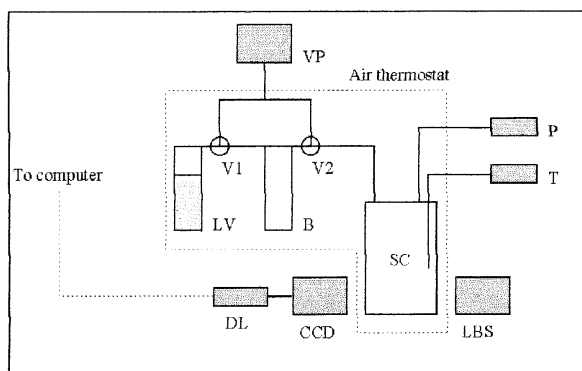 VP
Air thermostat
P
V1
V2
To computer
T
LV
B
SC
DL
CCD
LBS